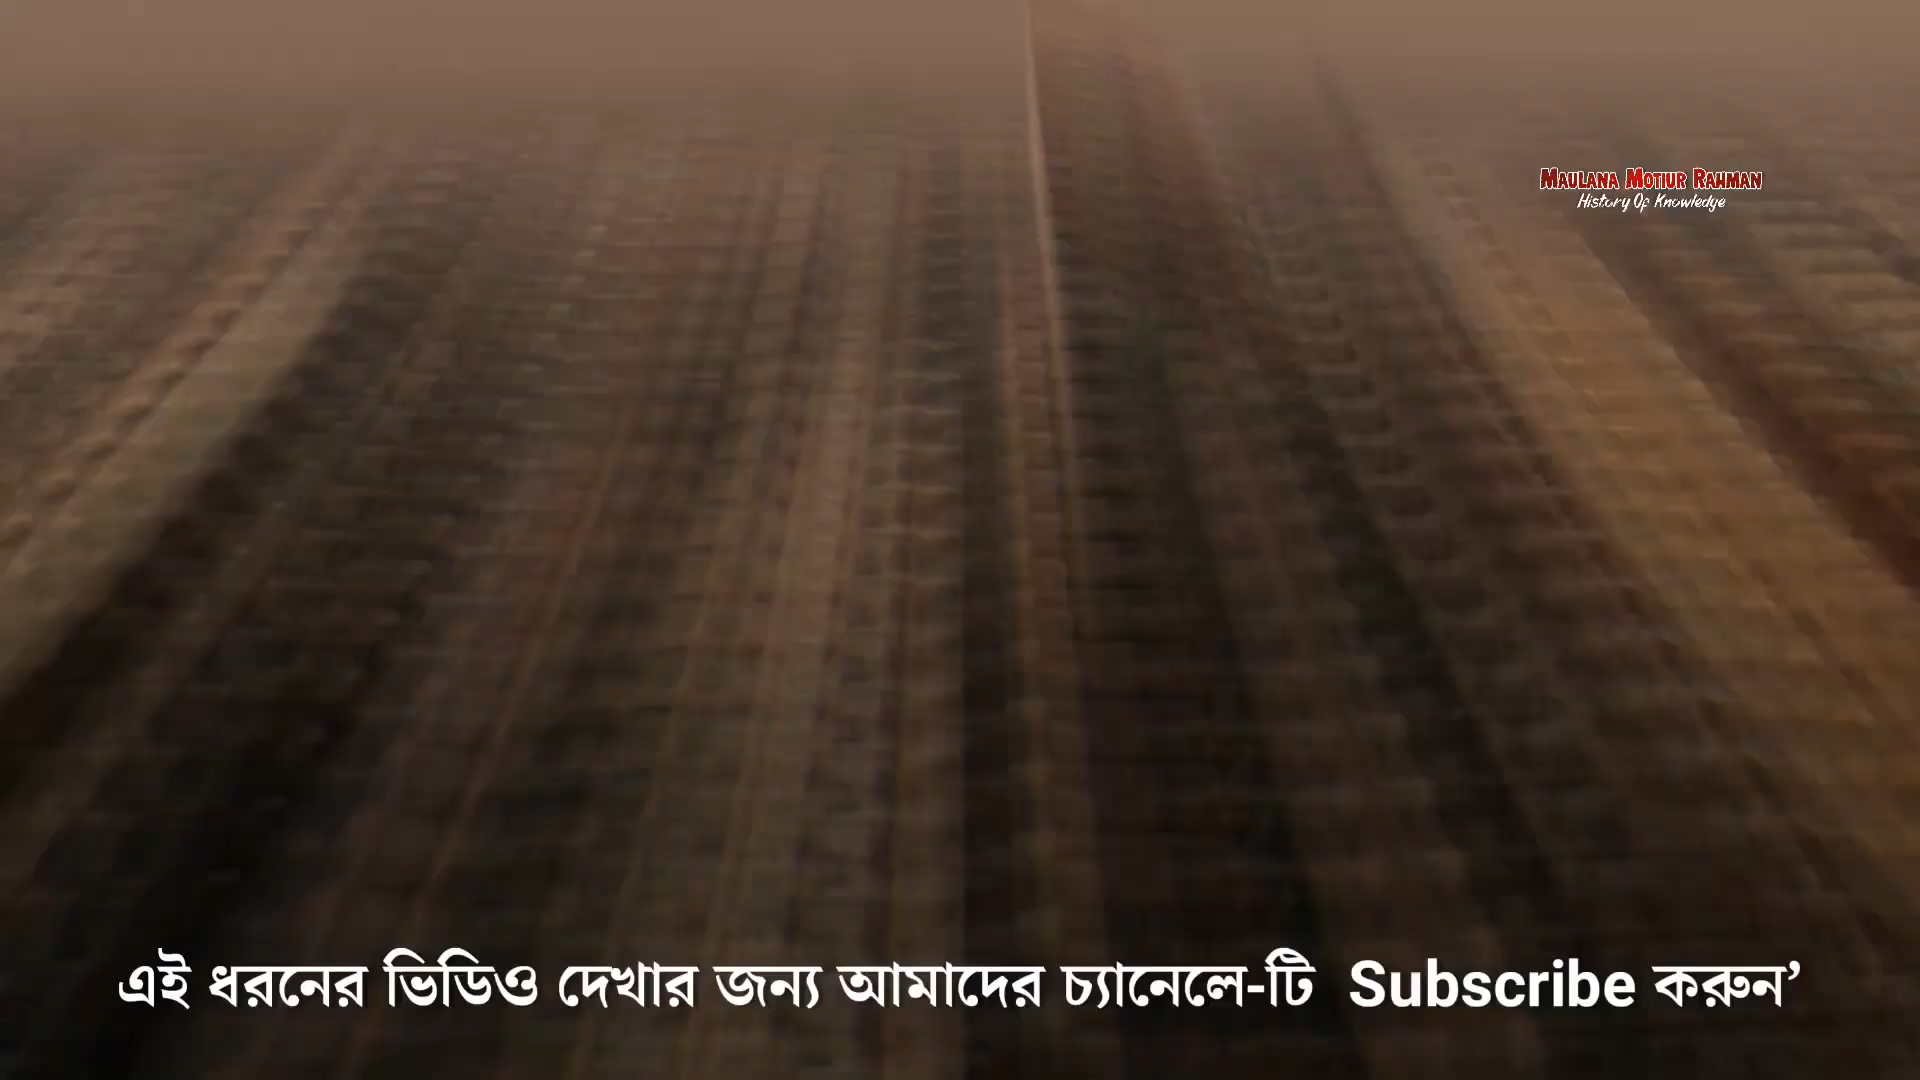 MAULANA MOTIUR RAHMAN
History Of Knowledge
এই ধরনের ভিডিও দেখার জন্য আমাদের চ্যানেলে-টি Subscribe করুন’